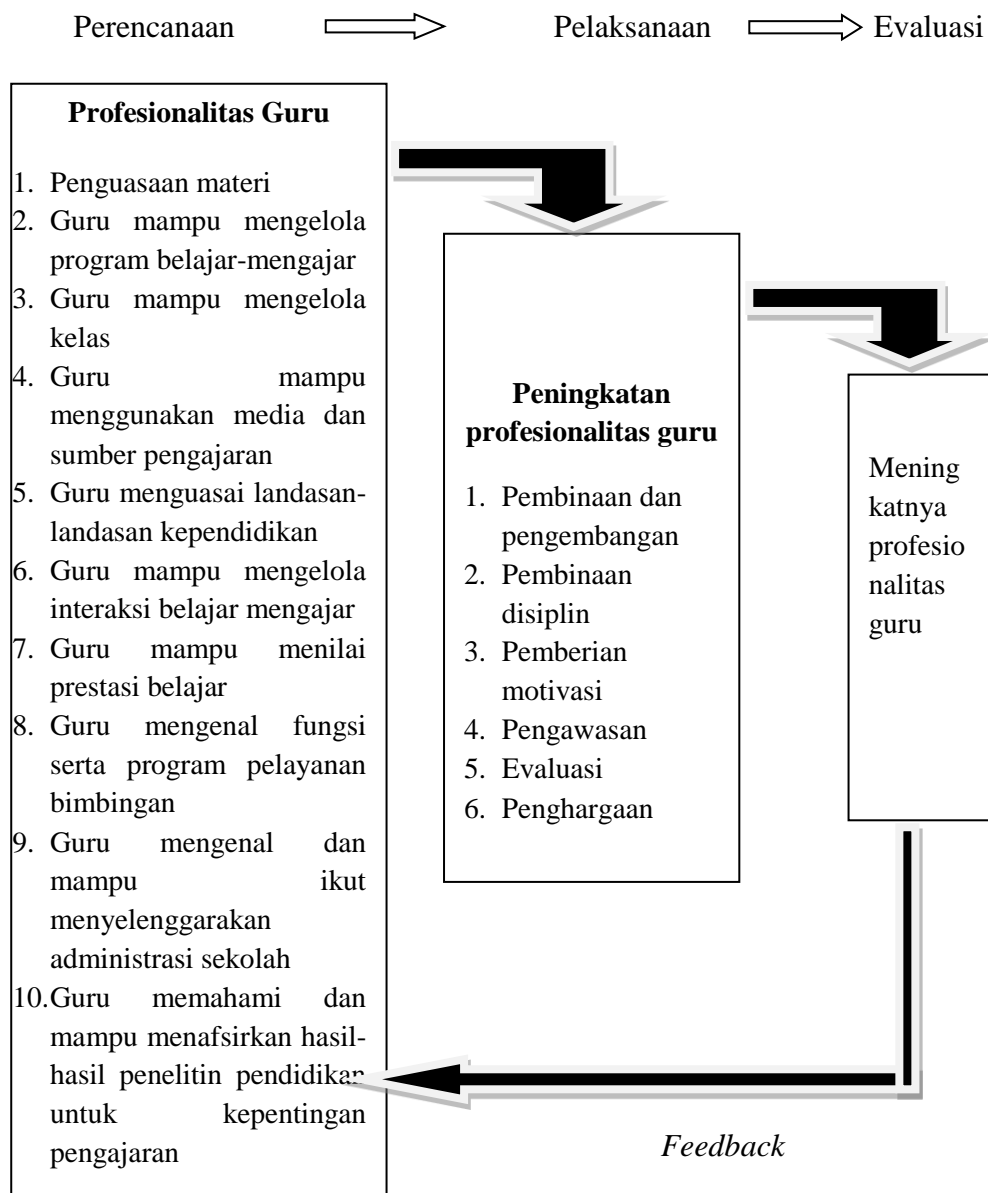 Perencanaan Pelaksanaan Evaluasi
Profesionalitas Guru
1. Penguasaan materi
2. Guru mampu mengelola
program belajar-mengajar
3. Guru mampu mengelola
kelas
4. Guru mampu
menggunakan media dan
sumber pengajaran
5. Guru menguasai landasan-
landasan kependidikan
6. Guru mampu mengelola
interaksi belajar mengajar
7. Guru mampu menilai
prestasi belajar
8. Guru mengenal fungsi
serta program pelayanan
bimbingan
9. Guru mengenal dan
mampu ikut
menyelenggarakan
administrasi sekolah
10.Guru memahami dan
mampu menafsirkan hasil-
hasil penelitin pendidikan
untuk kepentingan
pengajaran
Peningkatan
profesionalitas guru
1. Pembinaan dan
pengembangan
2. Pembinaan
disiplin
3. Pemberian
motivasi
4. Pengawasan
5. Evaluasi
6. Penghargaan
Mening
katnya
profesio
nalitas
guru
Feedback